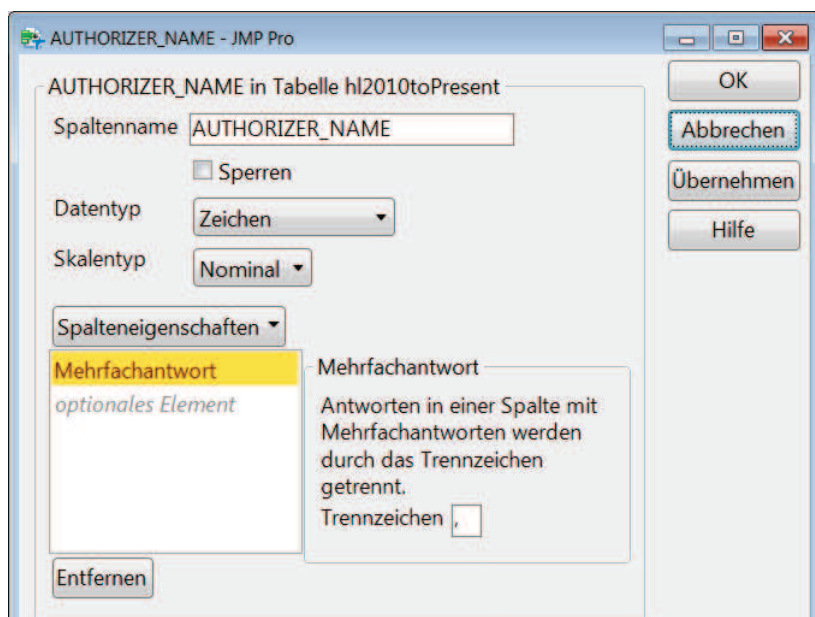 AUTHORIZER_NAME - JMP Pro
AUTHORIZER_NAME in Tabelle hl2010toPresent
Spaltenname AUTHORIZER_NAME
Sperren
Datentyp Zeichen
Skalentyp Nominal
Spalteneigenschaften
Mehrfachantwort
optionales Element
Mehrfachantwort
Antworten in einer Spalte mit
Mehrfachantworten werden
durch das Trennzeichen
getrennt.
Trennzeichen ,
Entfernen
OK
Abbrechen
Übernehmen
Hilfe